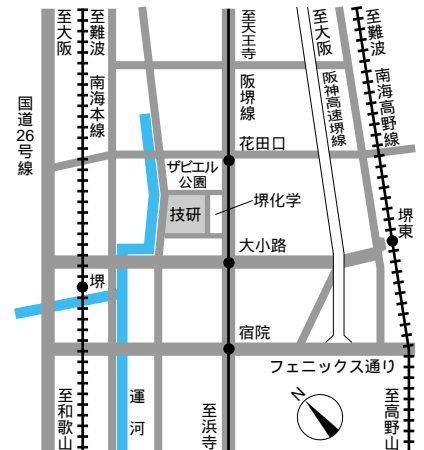 至大阪
至難波
至天王寺
至大阪
至難波
南海本線
阪堺線
阪神高速堺線
南海高野線
国道26号線
花田口
ザビエル
公園
技研
堺化学
堺東
大小路
堺
宿院
フェニックス通り
N
至和歌山
運河
至浜寺
至高野山